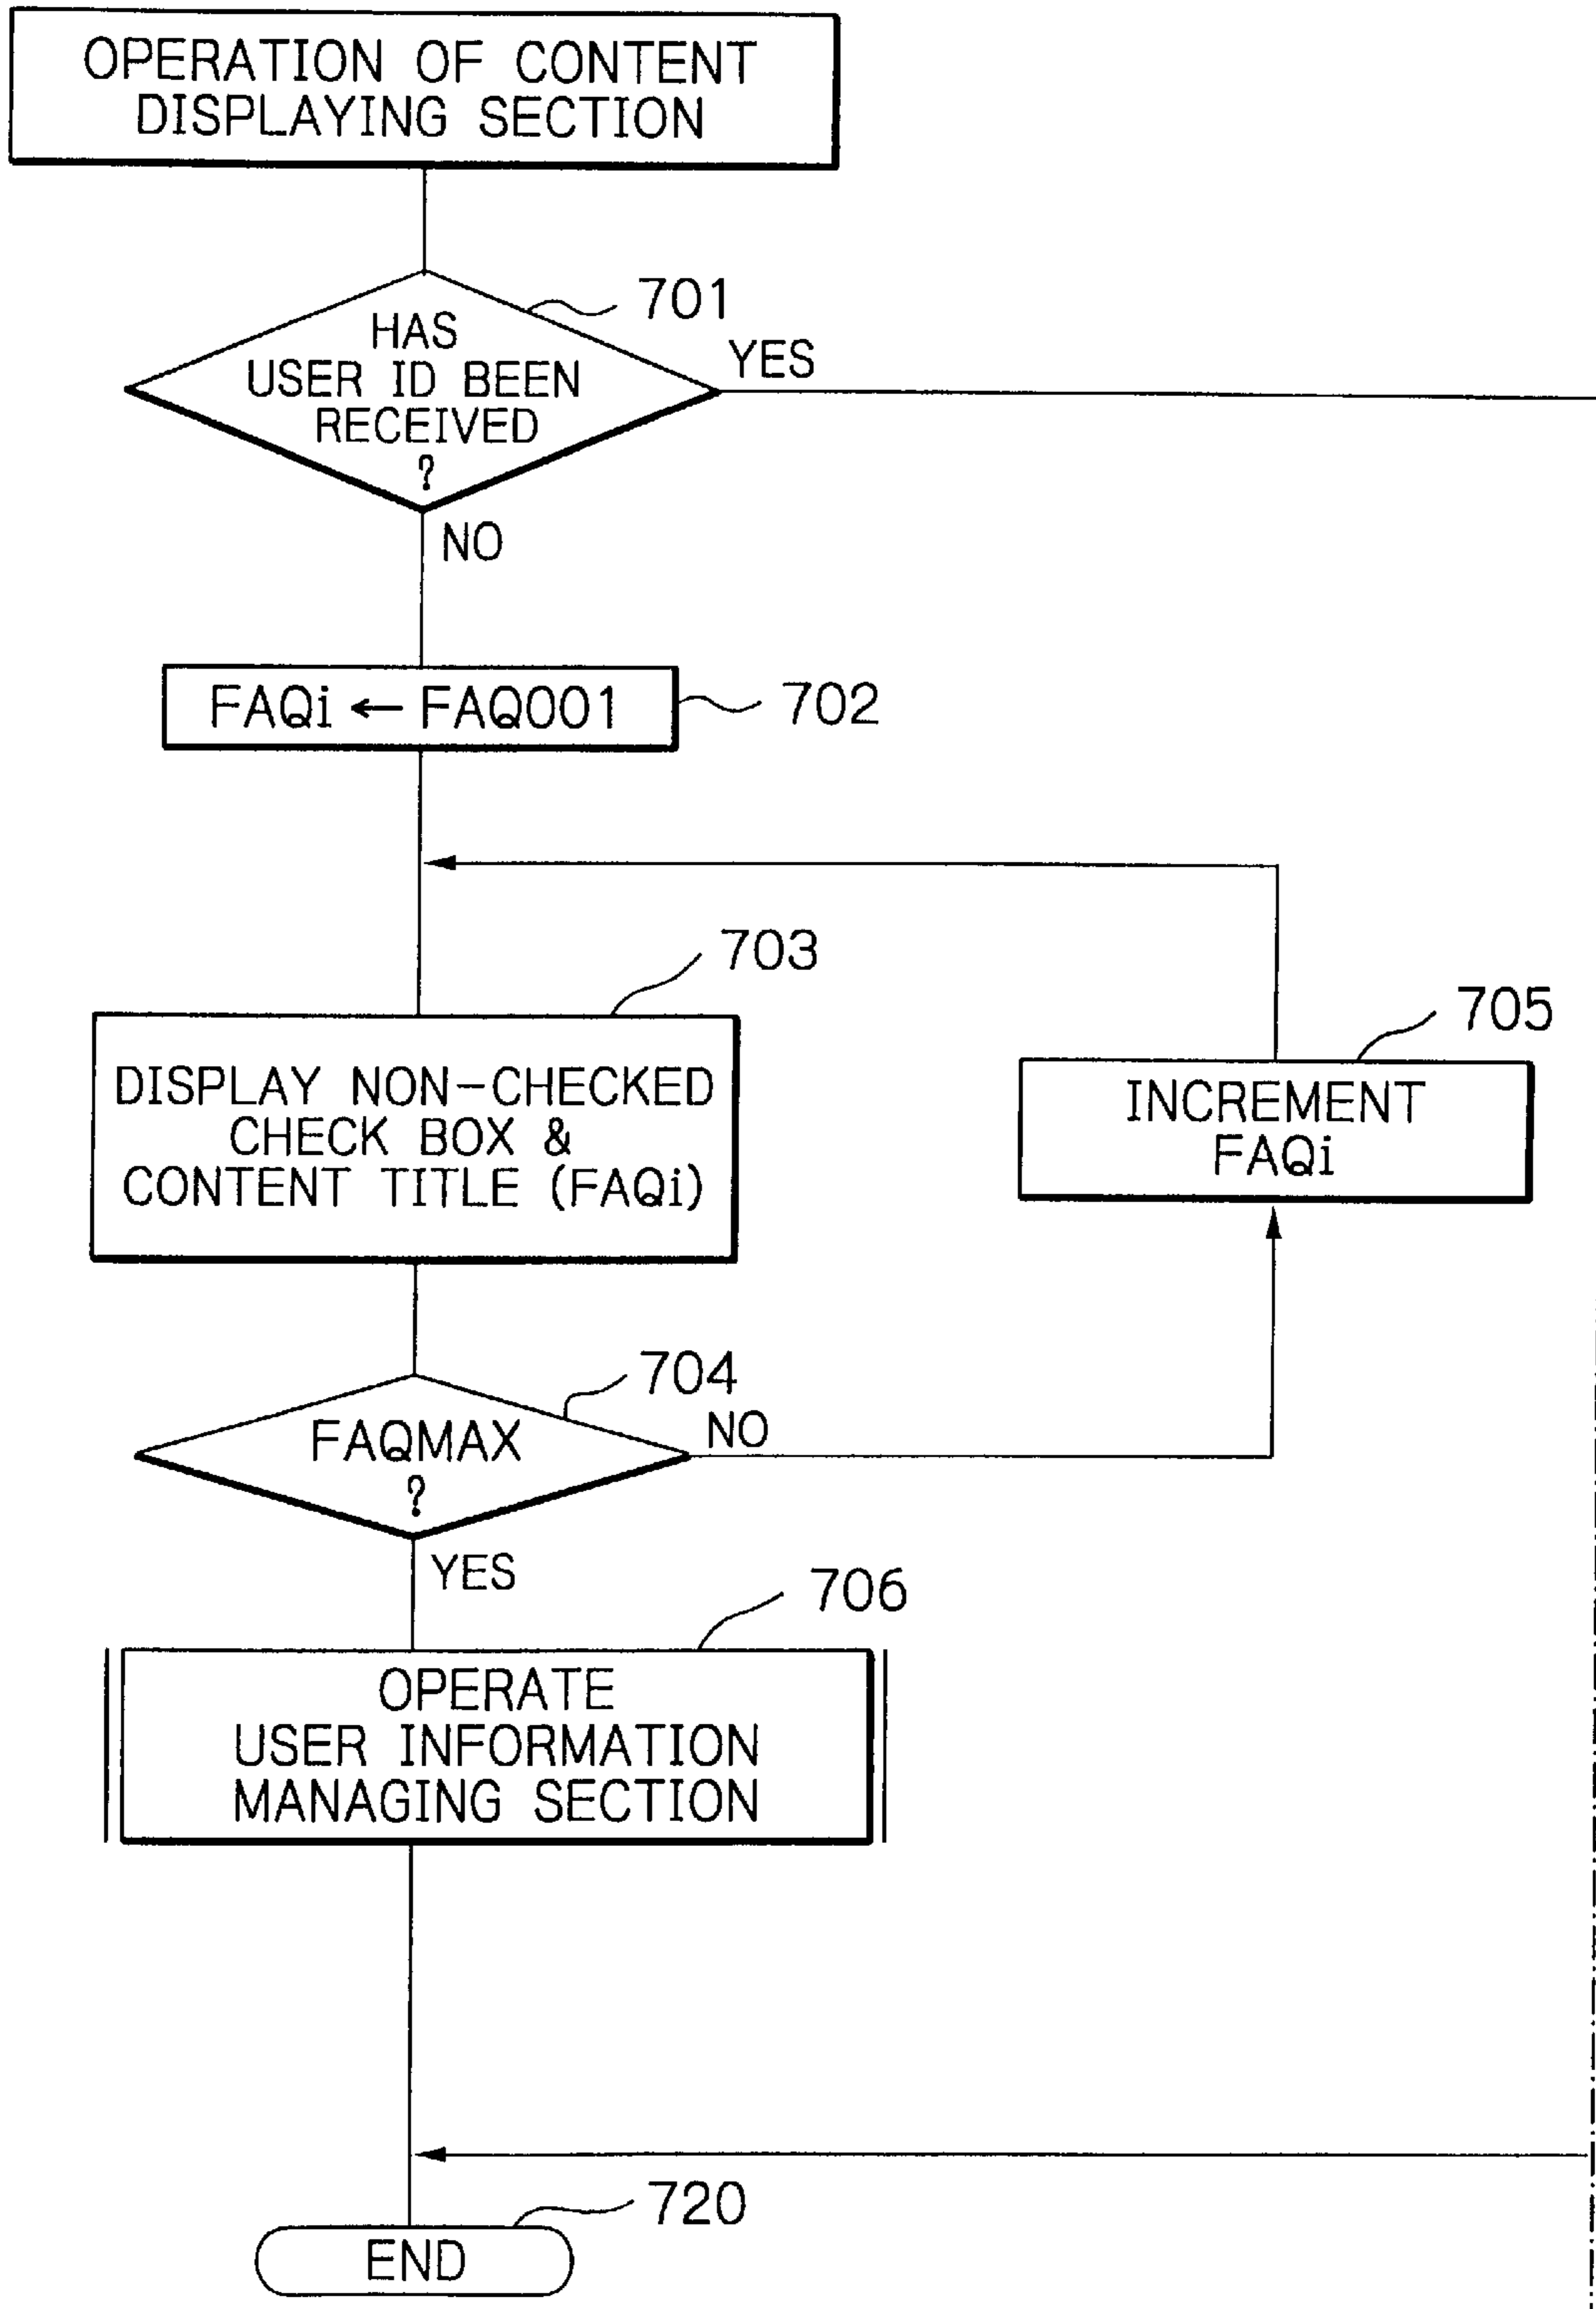 OPERATION OF CONTENT
DISPLAYING SECTION
701
HAS
USER ID BEEN
RECEIVED
?
YES
NO
FAQi ← FAQ001
702
703
DISPLAY NON-CHECKED
CHECK BOX &
CONTENT TITLE (FAQi)
705
INCREMENT
FAQi
704
FAQMAX
?
NO
YES
706
OPERATE
USER INFORMATION
MANAGING SECTION
720
END